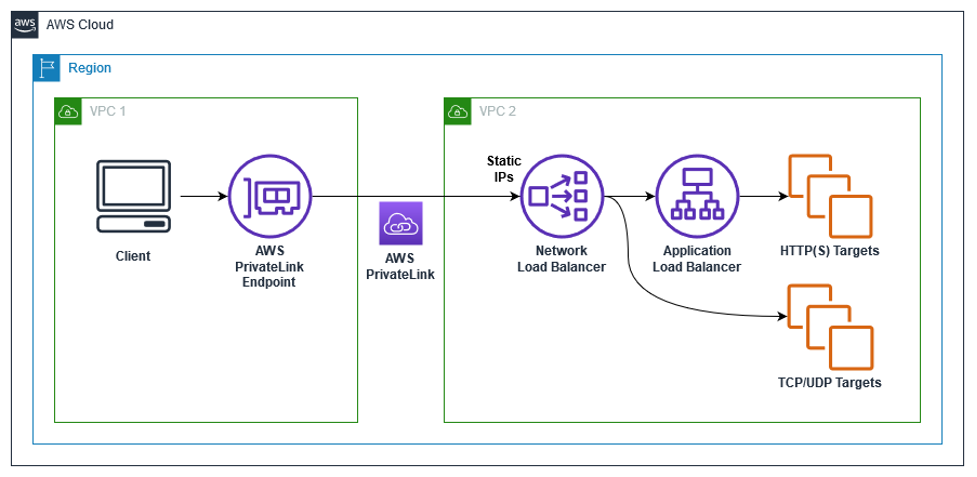 aws
AWS Cloud
Region
VPC 1
VPC 2
Static
IPs
Client
AWS
PrivateLink
Endpoint
AWS
PrivateLink
Network
Load Balancer
Application
Load Balancer
HTTP(S) Targets
TCP/UDP Targets